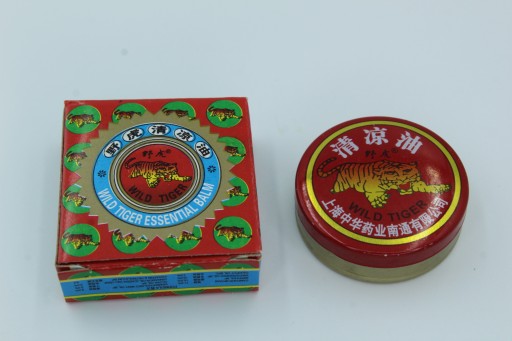 野虎清凉油
野虎
WILD TIGER
WILD TIGER ESSENTIAL BALM
清凉油
野虎
WILD TIGER
上海中华药业南通有限公司